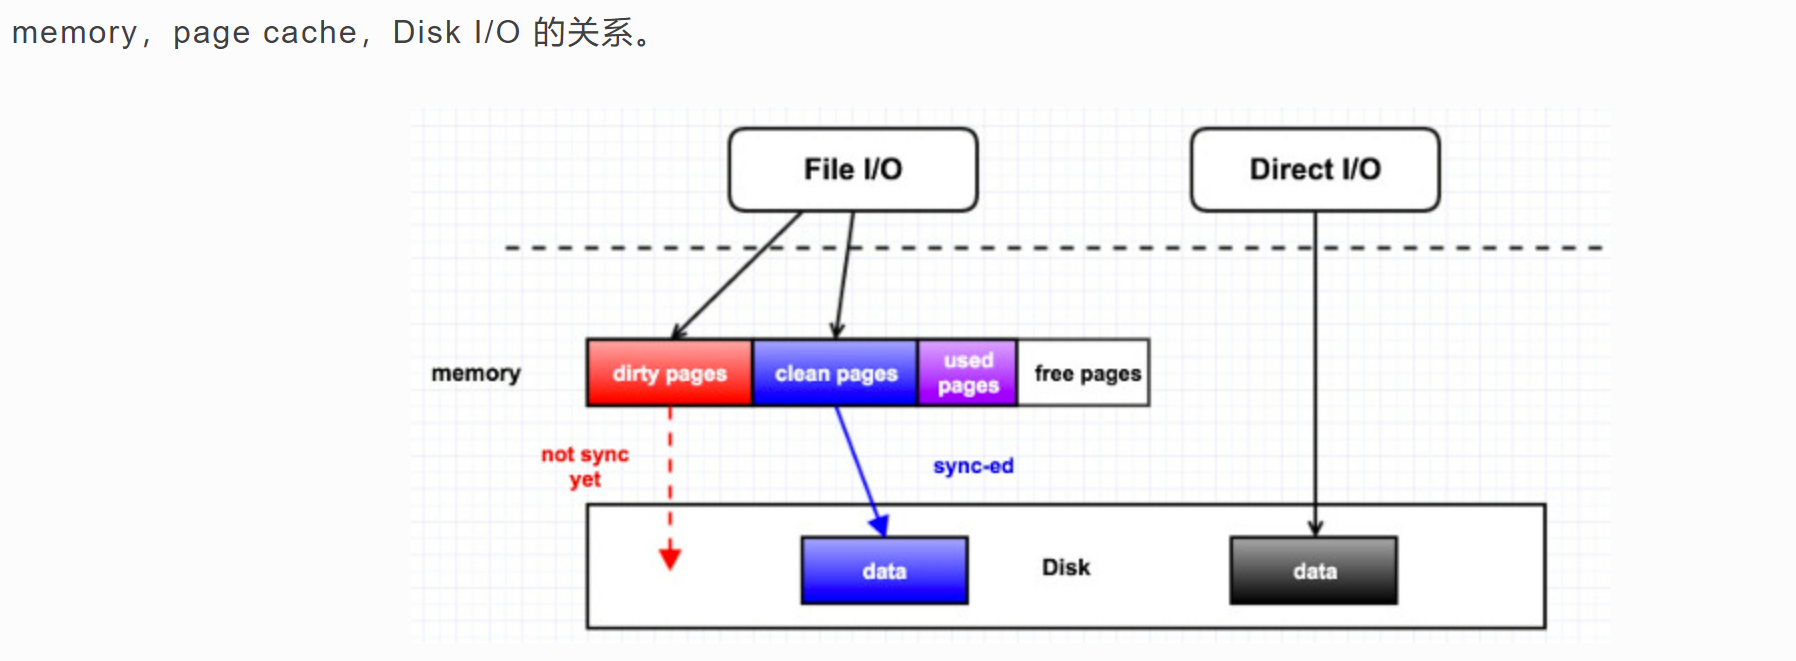 memory，page cache，Disk I/O 的关系。
File I/O
Direct I/O
memory
dirty pages
clean pages
used
pages
free pages
not sync
yet
sync-ed
data
Disk
data